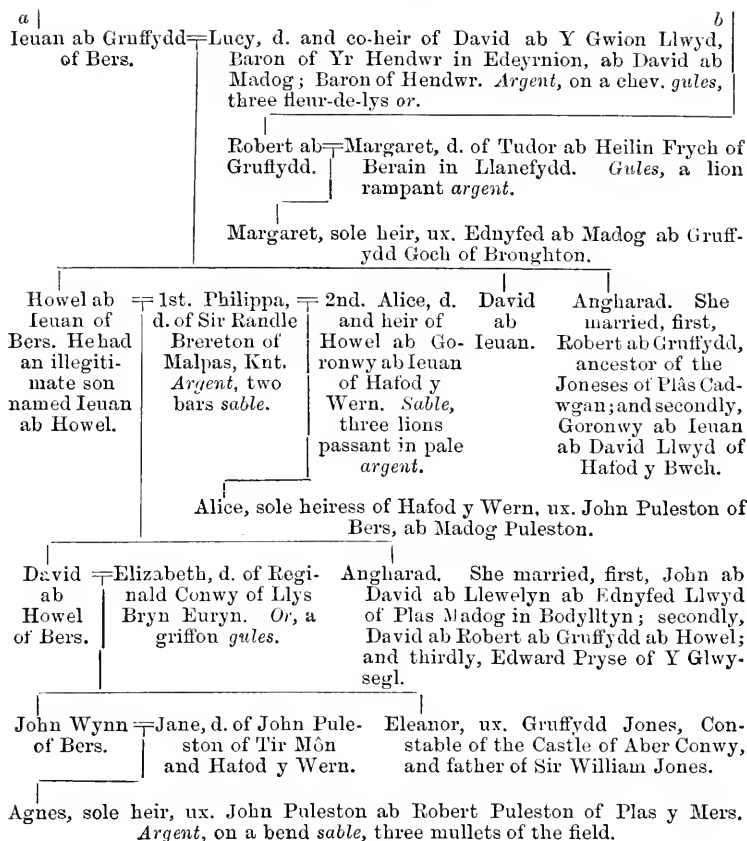 a b
Ieuan ab Gruffydd=Lucy, d. and co-heir of David ab Y Gwion Llwyd,
of Bers. Baron of Yr Hendwr in Edeyrnion, ab David ab
Madog; Baron of Hendwr. Argent, on a chev. gules,
three fleur-de-lys or.
Robert ab=Margaret, d. of Tudor ab Heilin Frych of
Gruffydd. Berain in Llanefydd. Gules, a lion
rampant argent.
Margaret, sole heir, ux. Ednyfed ab Madog ab Gruff-
ydd Goch of Broughton.
Howel ab
Ieuan of
Bers. He had
an illegiti-
mate son
named Ieuan
ab Howel.
= 1st. Philippa,
d. of Sir Randle
Brereton of
Malpas, Knt.
Argent, two
bars sable.
= 2nd. Alice, d.
and heir of
Howel ab Go-
ronwy ab Ieuan
of Hafod y
Wern. Sable,
three lions
passant in pale
argent.
David
ab
Ieuan.
Angharad. She
married, first,
Robert ab Gruffydd,
ancestor of the
Joneses of Plâs Cad-
wgan; and secondly,
Goronwy ab Ieuan
ab David Llwyd of
Hafod y Bwch.
Alice, sole heiress of Hafod y Wern, ux. John Puleston of
Bers, ab Madog Puleston.
David
ab
Howel
of Bers.
=Elizabeth, d. of Regi-
nald Conwy of Llys
Bryn Euryn. Or, a
griffon gules.
Angharad. She married, first, John ab
David ab Llewelyn ab Ednyfed Llwyd
of Plas Madog in Bodylltyn; secondly,
David ab Robert ab Gruffydd ab Howel;
and thirdly, Edward Pryse of Y Glwy-
segl.
John Wynn
of Bers.
=Jane, d. of John Pule-
ston of Tir Môn
and Hafod y Wern.
Eleanor, ux. Gruffydd Jones, Con-
stable of the Castle of Aber Conwy,
and father of Sir William Jones.
Agnes, sole heir, ux. John Puleston ab Robert Puleston of Plas y Mers.
Argent, on a bend sable, three mullets of the field.